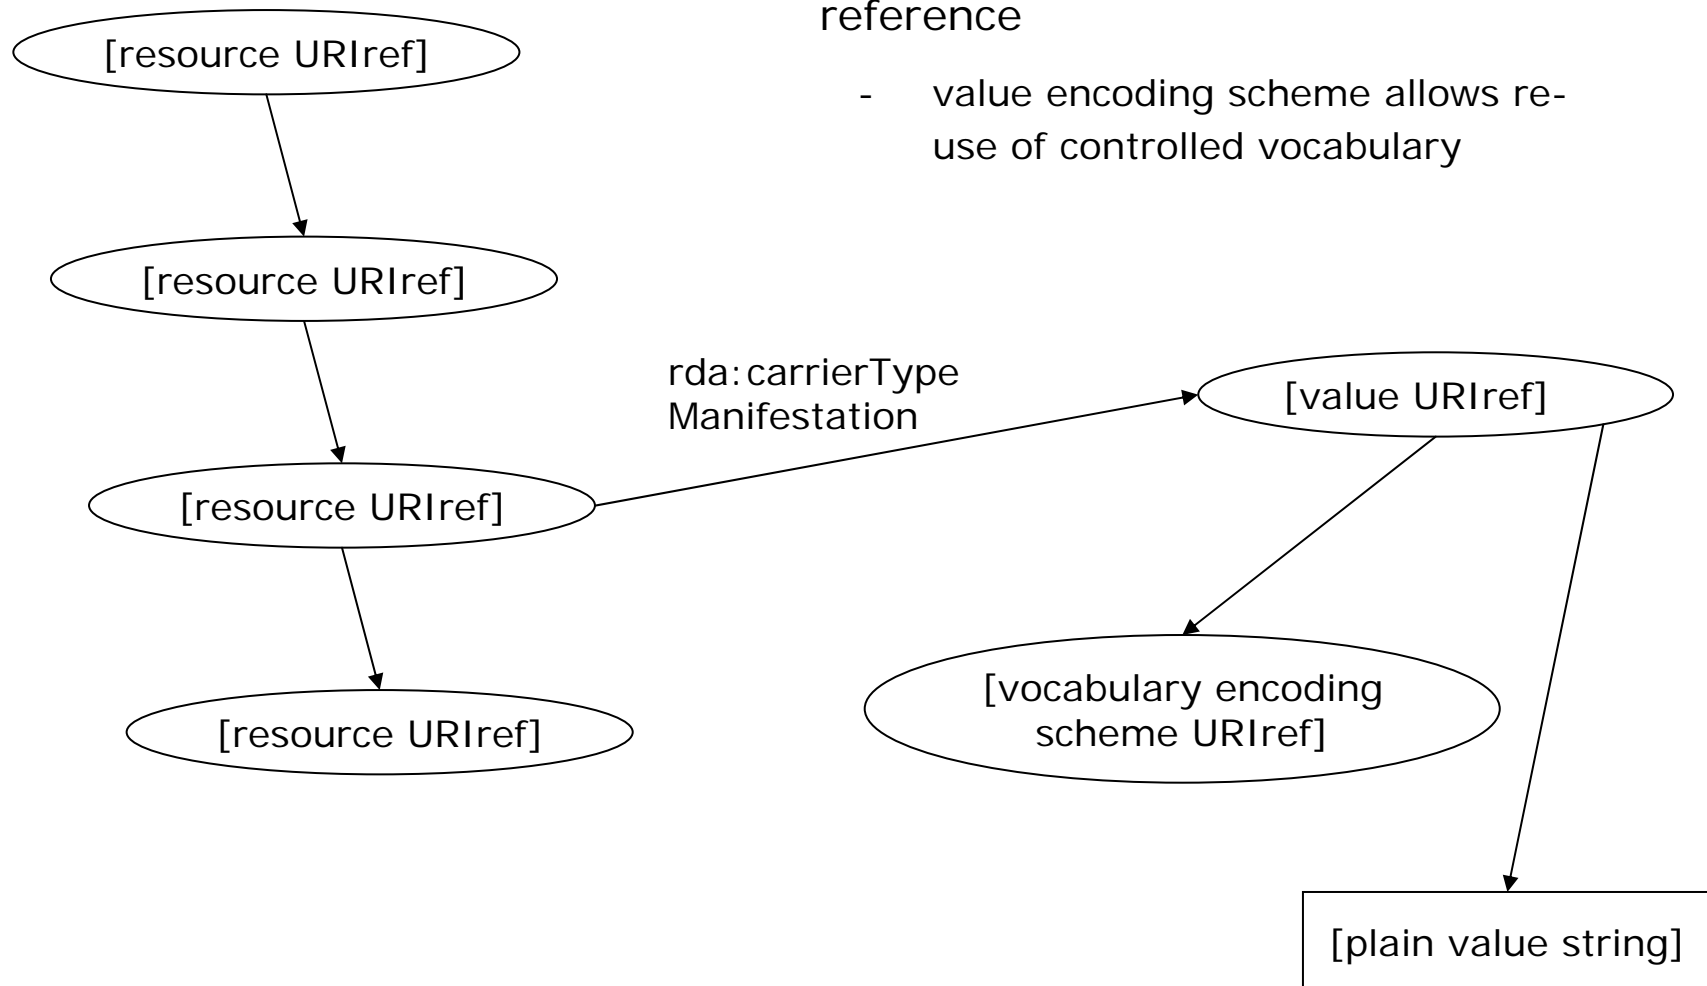 reference
- value encoding scheme allows re-
use of controlled vocabulary
[resource URIref]
[resource URIref]
rda:carrierType
Manifestation
[value URIref]
[resource URIref]
[vocabulary encoding
scheme URIref]
[resource URIref]
[plain value string]